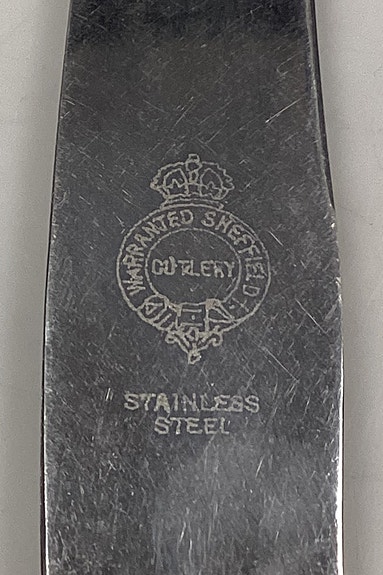 WARRANTED SHEFFIELD
CUTLERY
STAINLESS
STEEL